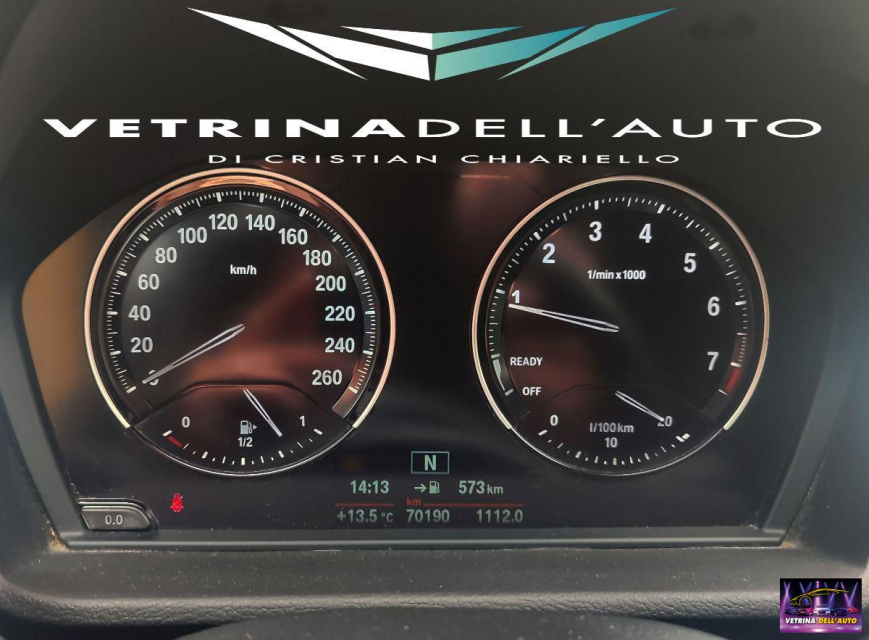 VETRINADELL'AUTO
DI CRISTIAN CHIARIELLO
0 20 40 60 80 100 120 140 160 180 200 220 240 260
km/h
0 1/2 1
1 2 3 4 5 6 7
1/min x 1000
READY
OFF
0 10 20
l/100km
N
14:13 573 km
km
+13.5 °C 70190 1112.0
0.0
VETRINA DELL'AUTO